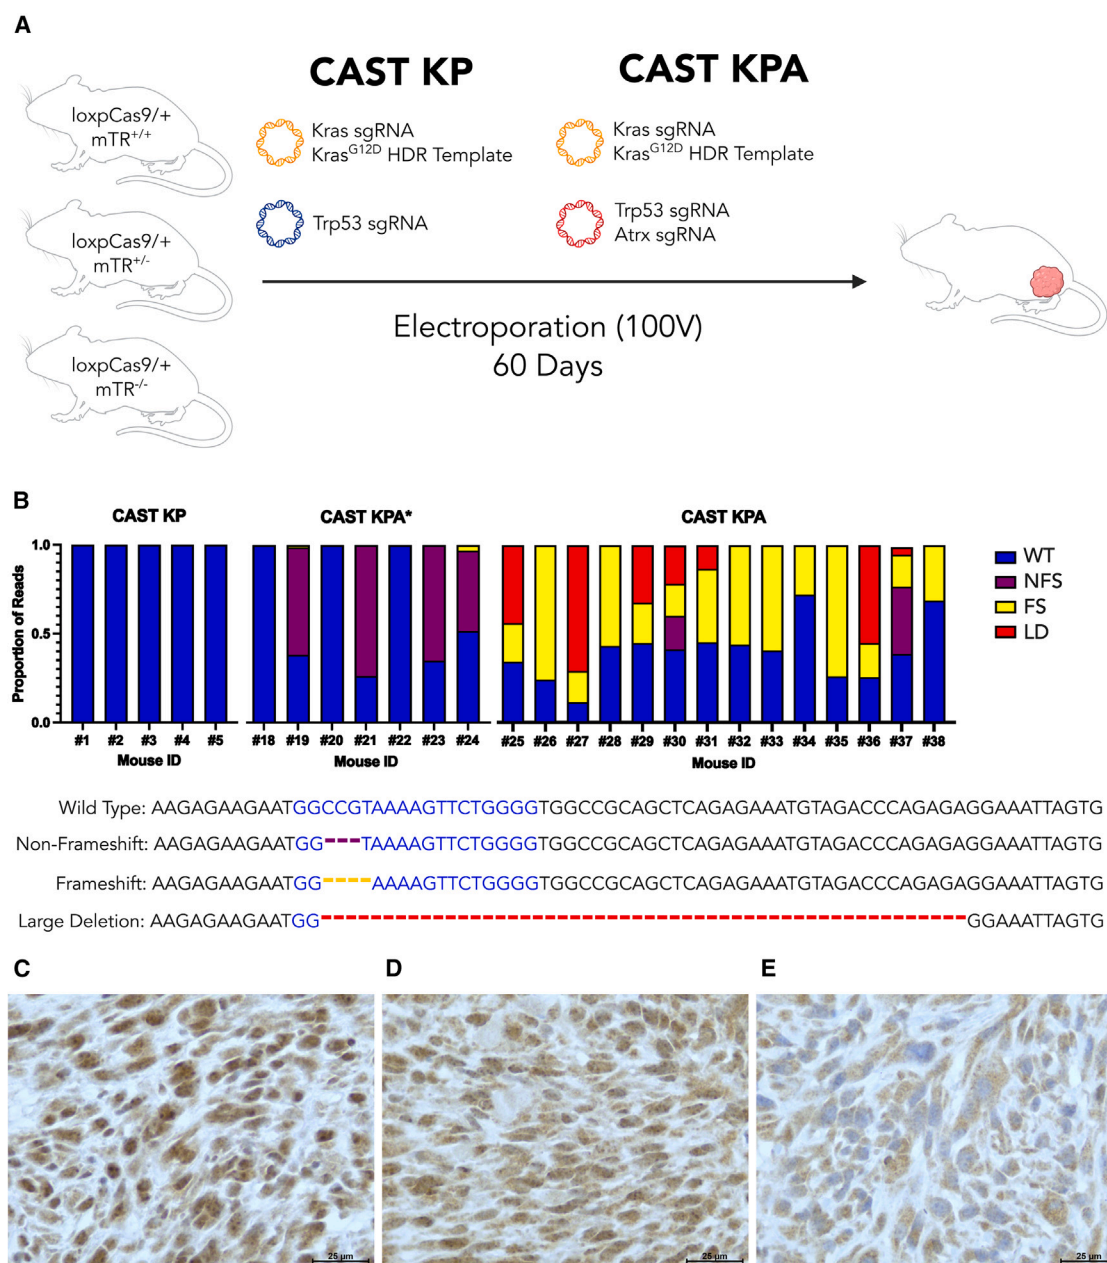 A
CAST KP
CAST KPA
loxpCas9/+
mTR+/+
Kras sgRNA
KrasG12D HDR Template
Kras sgRNA
KrasG12D HDR Template
Trp53 sgRNA
Trp53 sgRNA
Atrx sgRNA
loxpCas9/+
mTR+/-
Electroporation (100V)
60 Days
loxpCas9/+
mTR-/-
B
CAST KP
CAST KPA*
CAST KPA
Proportion of Reads
1.0
0.5
0.0
WT
NFS
FS
LD
#1 #2 #3 #4 #5
#18 #19 #20 #21 #22 #23 #24
#25 #26 #27 #28 #29 #30 #31 #32 #33 #34 #35 #36 #37 #38
Mouse ID
Mouse ID
Mouse ID
Wild Type: AAGAGAAGAATGGCCGTAAAAGTTCTGGGGTGGCCGCAGCTCAGAGAAATGTAGACCCAGAGAGGAAATTAGTG
Non-Frameshift: AAGAGAAGAATGG---TAAAAGTTCTGGGGTGGCCGCAGCTCAGAGAAATGTAGACCCAGAGAGGAAATTAGTG
Frameshift: AAGAGAAGAATGG----AAAAGTTCTGGGGTGGCCGCAGCTCAGAGAAATGTAGACCCAGAGAGGAAATTAGTG
Large Deletion: AAGAGAAGAATGG------------------------------------------------GGAAATTAGTG
C
D
E
25 μm
25 μm
25 μm